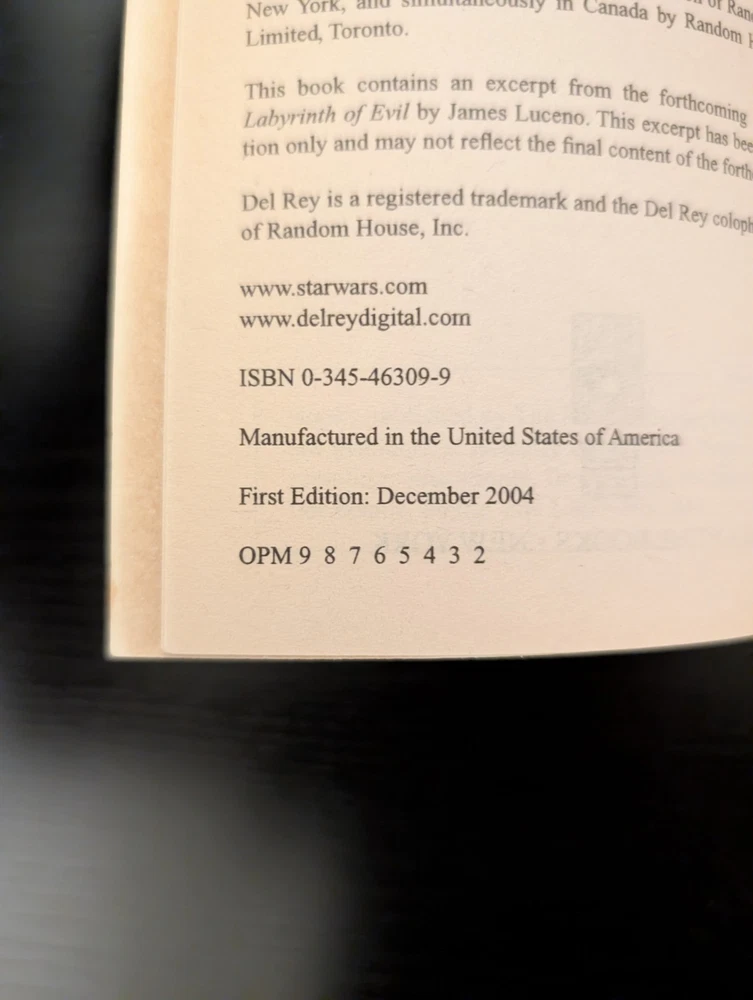 New York, and simultaneously in Canada by Random
Limited, Toronto.
This book contains an excerpt from the forthcoming
Labyrinth of Evil by James Luceno. This excerpt has
tion only and may not reflect the final content of the
Del Rey is a registered trademark and the Del Rey
of Random House, Inc.
www.starwars.com
www.delreydigital.com
ISBN 0-345-46309-9
Manufactured in the United States of America
First Edition: December 2004
OPM 9 8 7 6 5 4 3 2